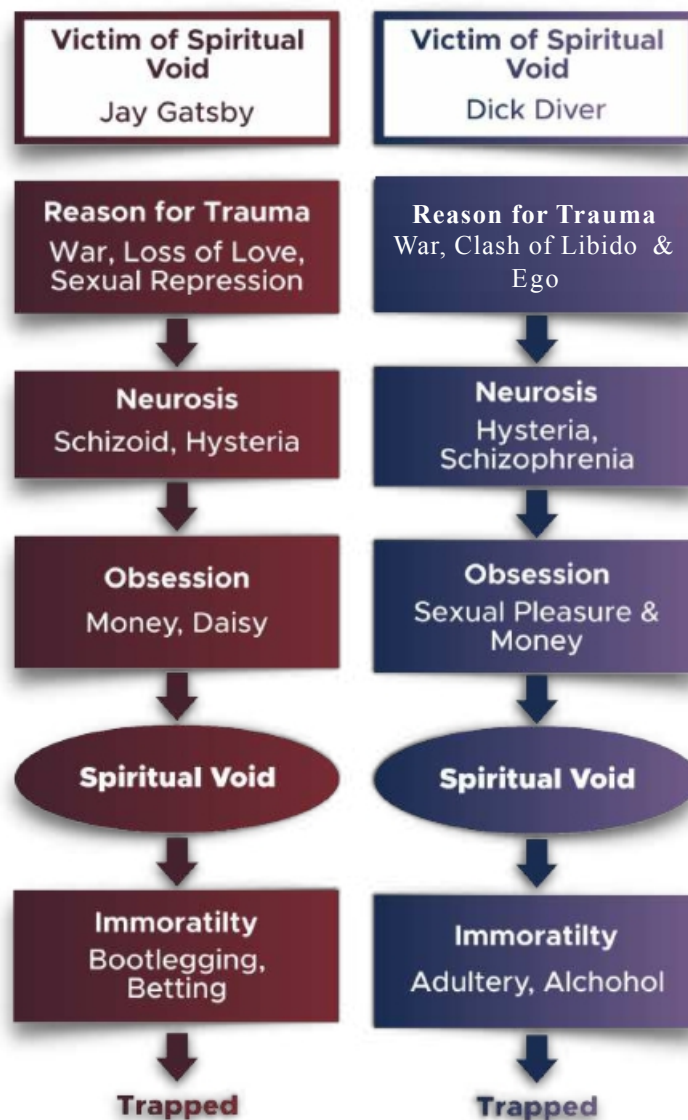 Victim of Spiritual
Void
Jay Gatsby
Reason for Trauma
War, Loss of Love,
Sexual Repression
Neurosis
Schizoid, Hysteria
Obsession
Money, Daisy
Spiritual Void
Immoratilty
Bootlegging,
Betting
Trapped
Victim of Spiritual
Void
Dick Diver
Reason for Trauma
War, Clash of Libido &
Ego
Neurosis
Hysteria,
Schizophrenia
Obsession
Sexual Pleasure &
Money
Spiritual Void
Immoratilty
Adultery, Alchohol
Trapped